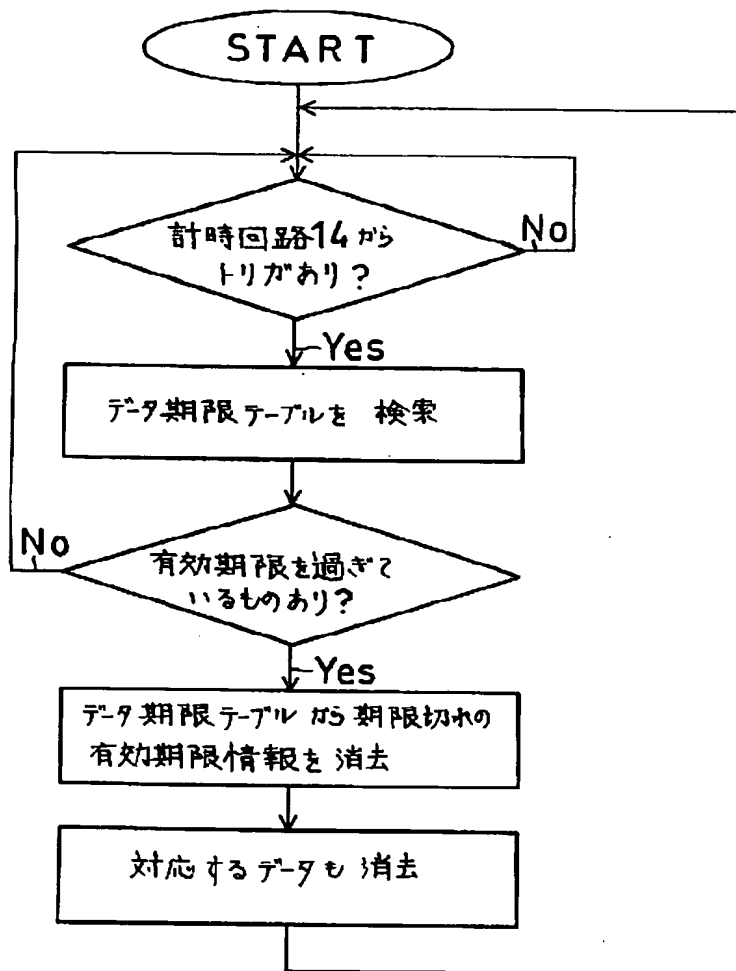 START
計時回路14から
トリガあり?
No
Yes
データ期限テーブルを 検索
No
有効期限を過ぎて
いるものあり?
Yes
データ期限テーブルから期限切れの
有効期限情報を消去
対応するデータも消去